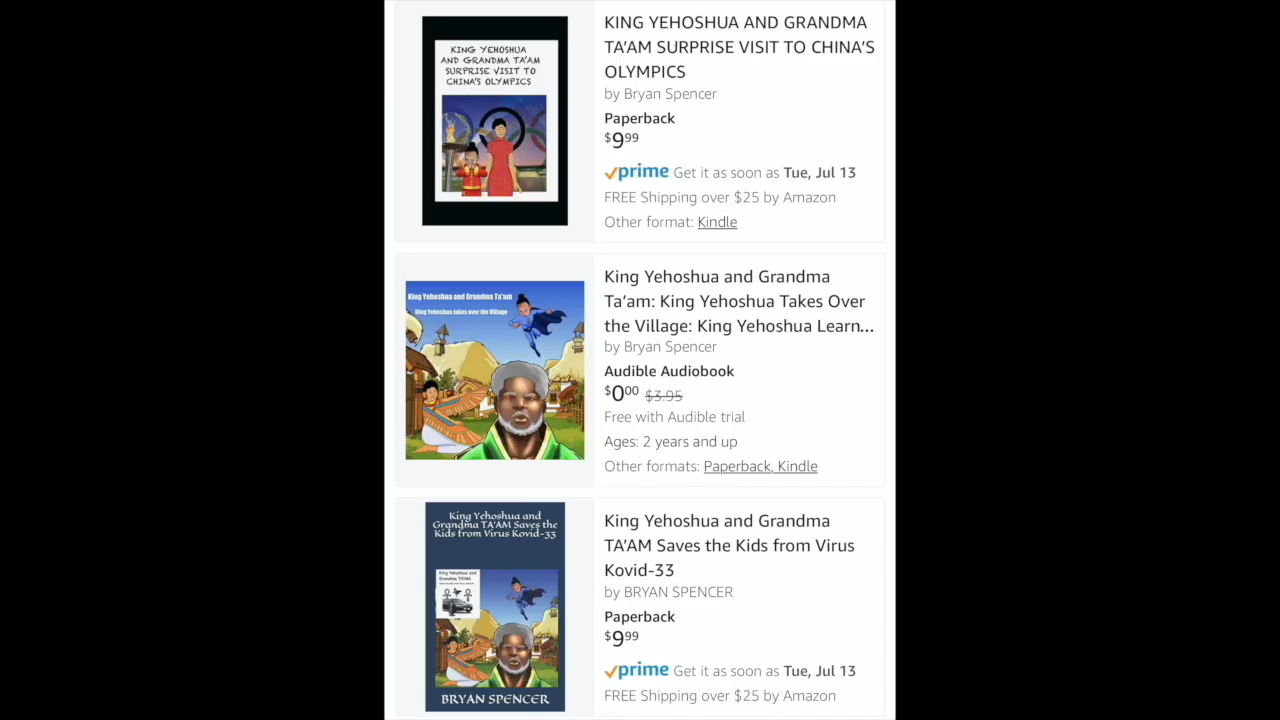 KING YEHOSHUA
AND GRANDMA TA'AM
SURPRISE VISIT TO
CHINA'S OLYMPICS
KING YEHOSHUA AND GRANDMA
TA'AM SURPRISE VISIT TO CHINA'S
OLYMPICS
by Bryan Spencer
Paperback
$9.99
prime Get it as soon as Tue, Jul 13
FREE Shipping over $25 by Amazon
Other format: Kindle
King Yehoshua and Grandma Ta'am
King Yehoshua takes over the Village
King Yehoshua and Grandma
Ta'am: King Yehoshua Takes Over
the Village: King Yehoshua Learn...
by Bryan Spencer
Audible Audiobook
$0.00 $3.95
Free with Audible trial
Ages: 2 years and up
Other formats: Paperback, Kindle
King Yehoshua and
Grandma TA'AM Saves the
Kids from Virus Kovid-33
King Yehoshua and
Grandma TA'AM
BRYAN SPENCER
King Yehoshua and Grandma
TA'AM Saves the Kids from Virus
Kovid-33
by BRYAN SPENCER
Paperback
$9.99
prime Get it as soon as Tue, Jul 13
FREE Shipping over $25 by Amazon